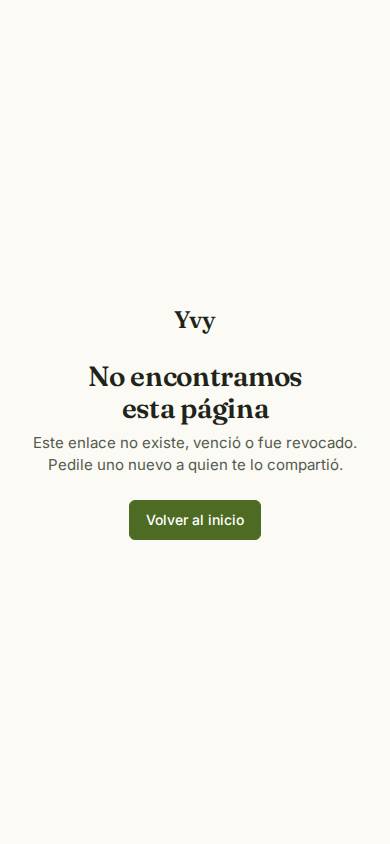 Yvy
No encontramos
esta página
Este enlace no existe, venció o fue revocado.
Pedile uno nuevo a quien te lo compartió.
Volver al inicio